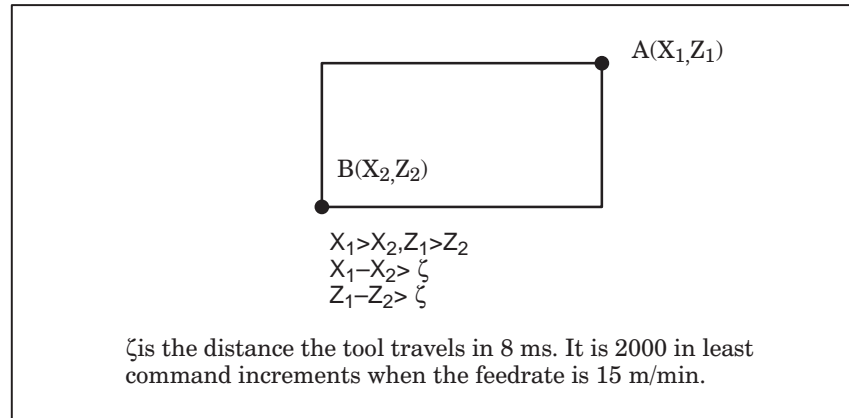 A(X₁,Z₁)
B(X₂,Z₂)
X₁>X₂,Z₁>Z₂
X₁–X₂> ζ
Z₁–Z₂> ζ
ζis the distance the tool travels in 8 ms. It is 2000 in least
command increments when the feedrate is 15 m/min.